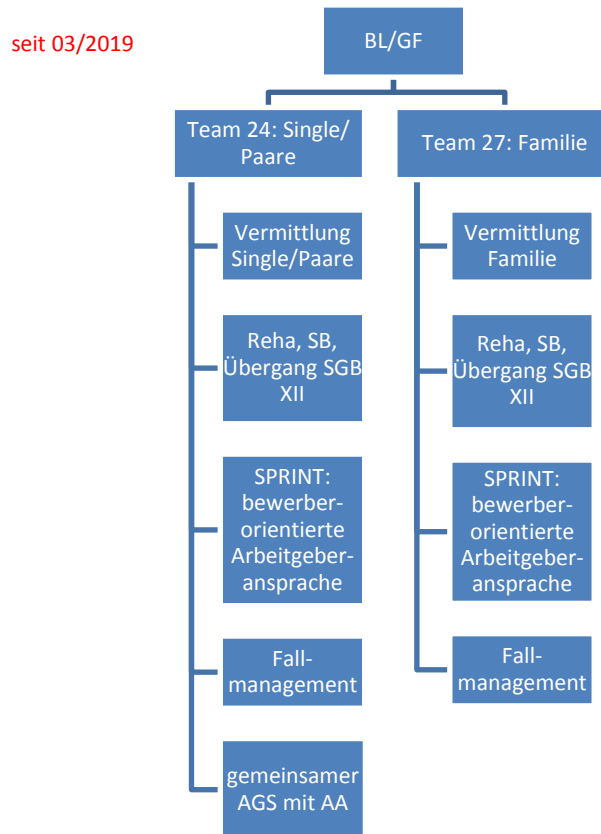 seit 03/2019
BL/GF
Team 24: Single/
Paare
Vermittlung
Single/Paare
Reha, SB,
Übergang SGB
XII
SPRINT:
bewerber-
orientierte
Arbeitgeber-
ansprache
Fall-
management
gemeinsamer
AGS mit AA
Team 27: Familie
Vermittlung
Familie
Reha, SB,
Übergang SGB
XII
SPRINT:
bewerber-
orientierte
Arbeitgeber-
ansprache
Fall-
management